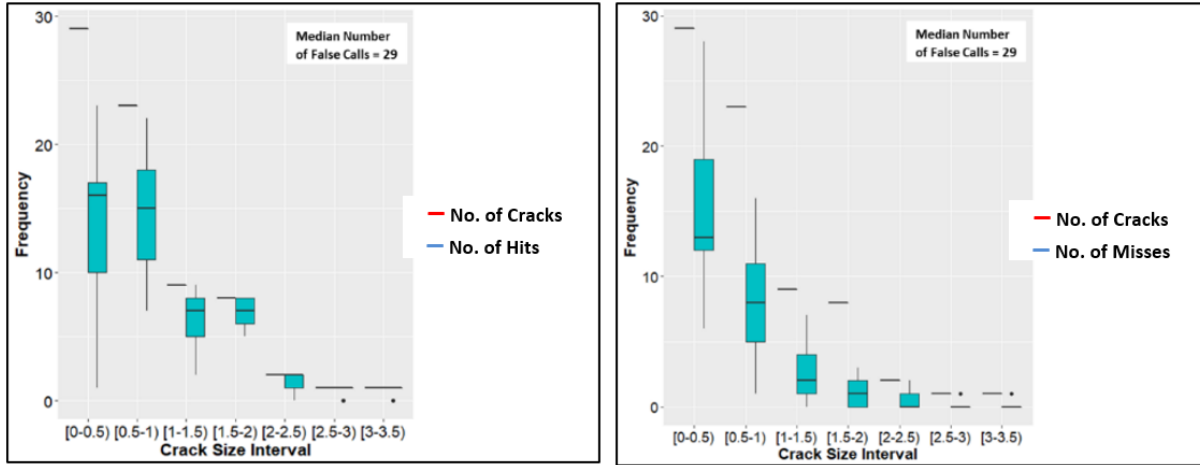 30
20
10
0
Frequency
Median Number
of False Calls = 29
No. of Cracks
No. of Hits
[0-0.5) [0.5-1) [1-1.5) [1.5-2) [2-2.5) [2.5-3) [3-3.5)
Crack Size Interval
30
20
10
0
Frequency
Median Number
of False Calls = 29
No. of Cracks
No. of Misses
[0-0.5) [0.5-1) [1-1.5) [1.5-2) [2-2.5) [2.5-3) [3-3.5)
Crack Size Interval